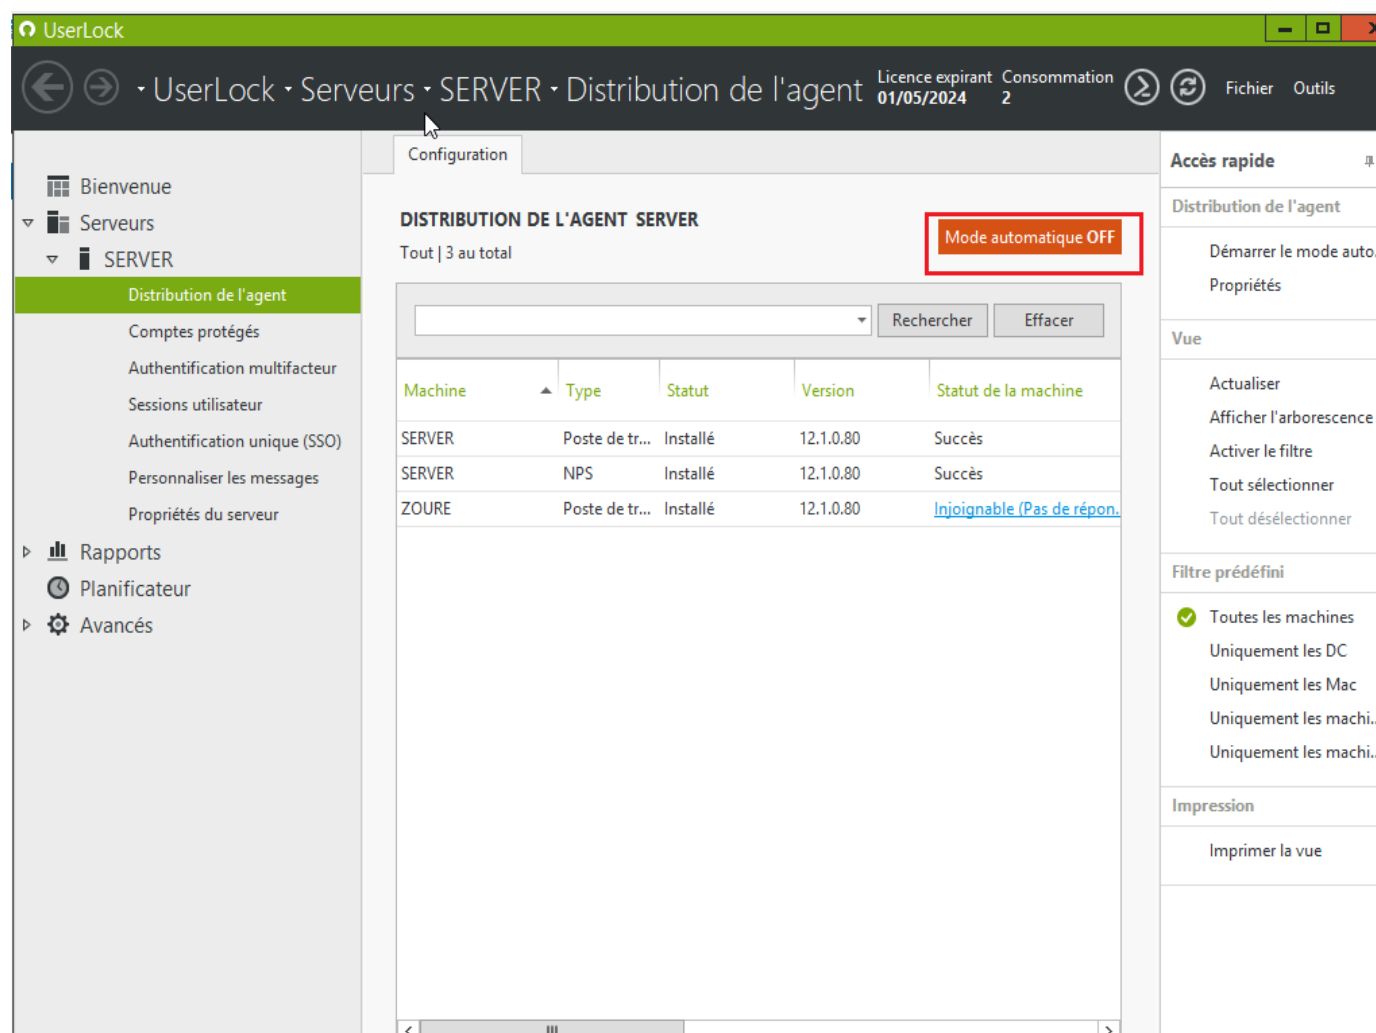 UserLock
UserLock · Serveurs · SERVER · Distribution de l'agent
Licence expirant
01/05/2024
Consommation
2
Fichier
Outils
Bienvenue
Serveurs
SERVER
Distribution de l'agent
Comptes protégés
Authentification multifacteur
Sessions utilisateur
Authentification unique (SSO)
Personnaliser les messages
Propriétés du serveur
Rapports
Planificateur
Avancés
Configuration
DISTRIBUTION DE L'AGENT SERVER
Tout | 3 au total
Mode automatique OFF
Rechercher
Effacer
Machine Type Statut Version Statut de la machine
SERVER Poste de tr... Installé 12.1.0.80 Succès
SERVER NPS Installé 12.1.0.80 Succès
ZOURE Poste de tr... Installé 12.1.0.80 Injoignable (Pas de répon..
Accès rapide
Distribution de l'agent
Démarrer le mode auto.
Propriétés
Vue
Actualiser
Afficher l'arborescence
Activer le filtre
Tout sélectionner
Tout désélectionner
Filtre prédéfini
Toutes les machines
Uniquement les DC
Uniquement les Mac
Uniquement les machi..
Uniquement les machi..
Impression
Imprimer la vue